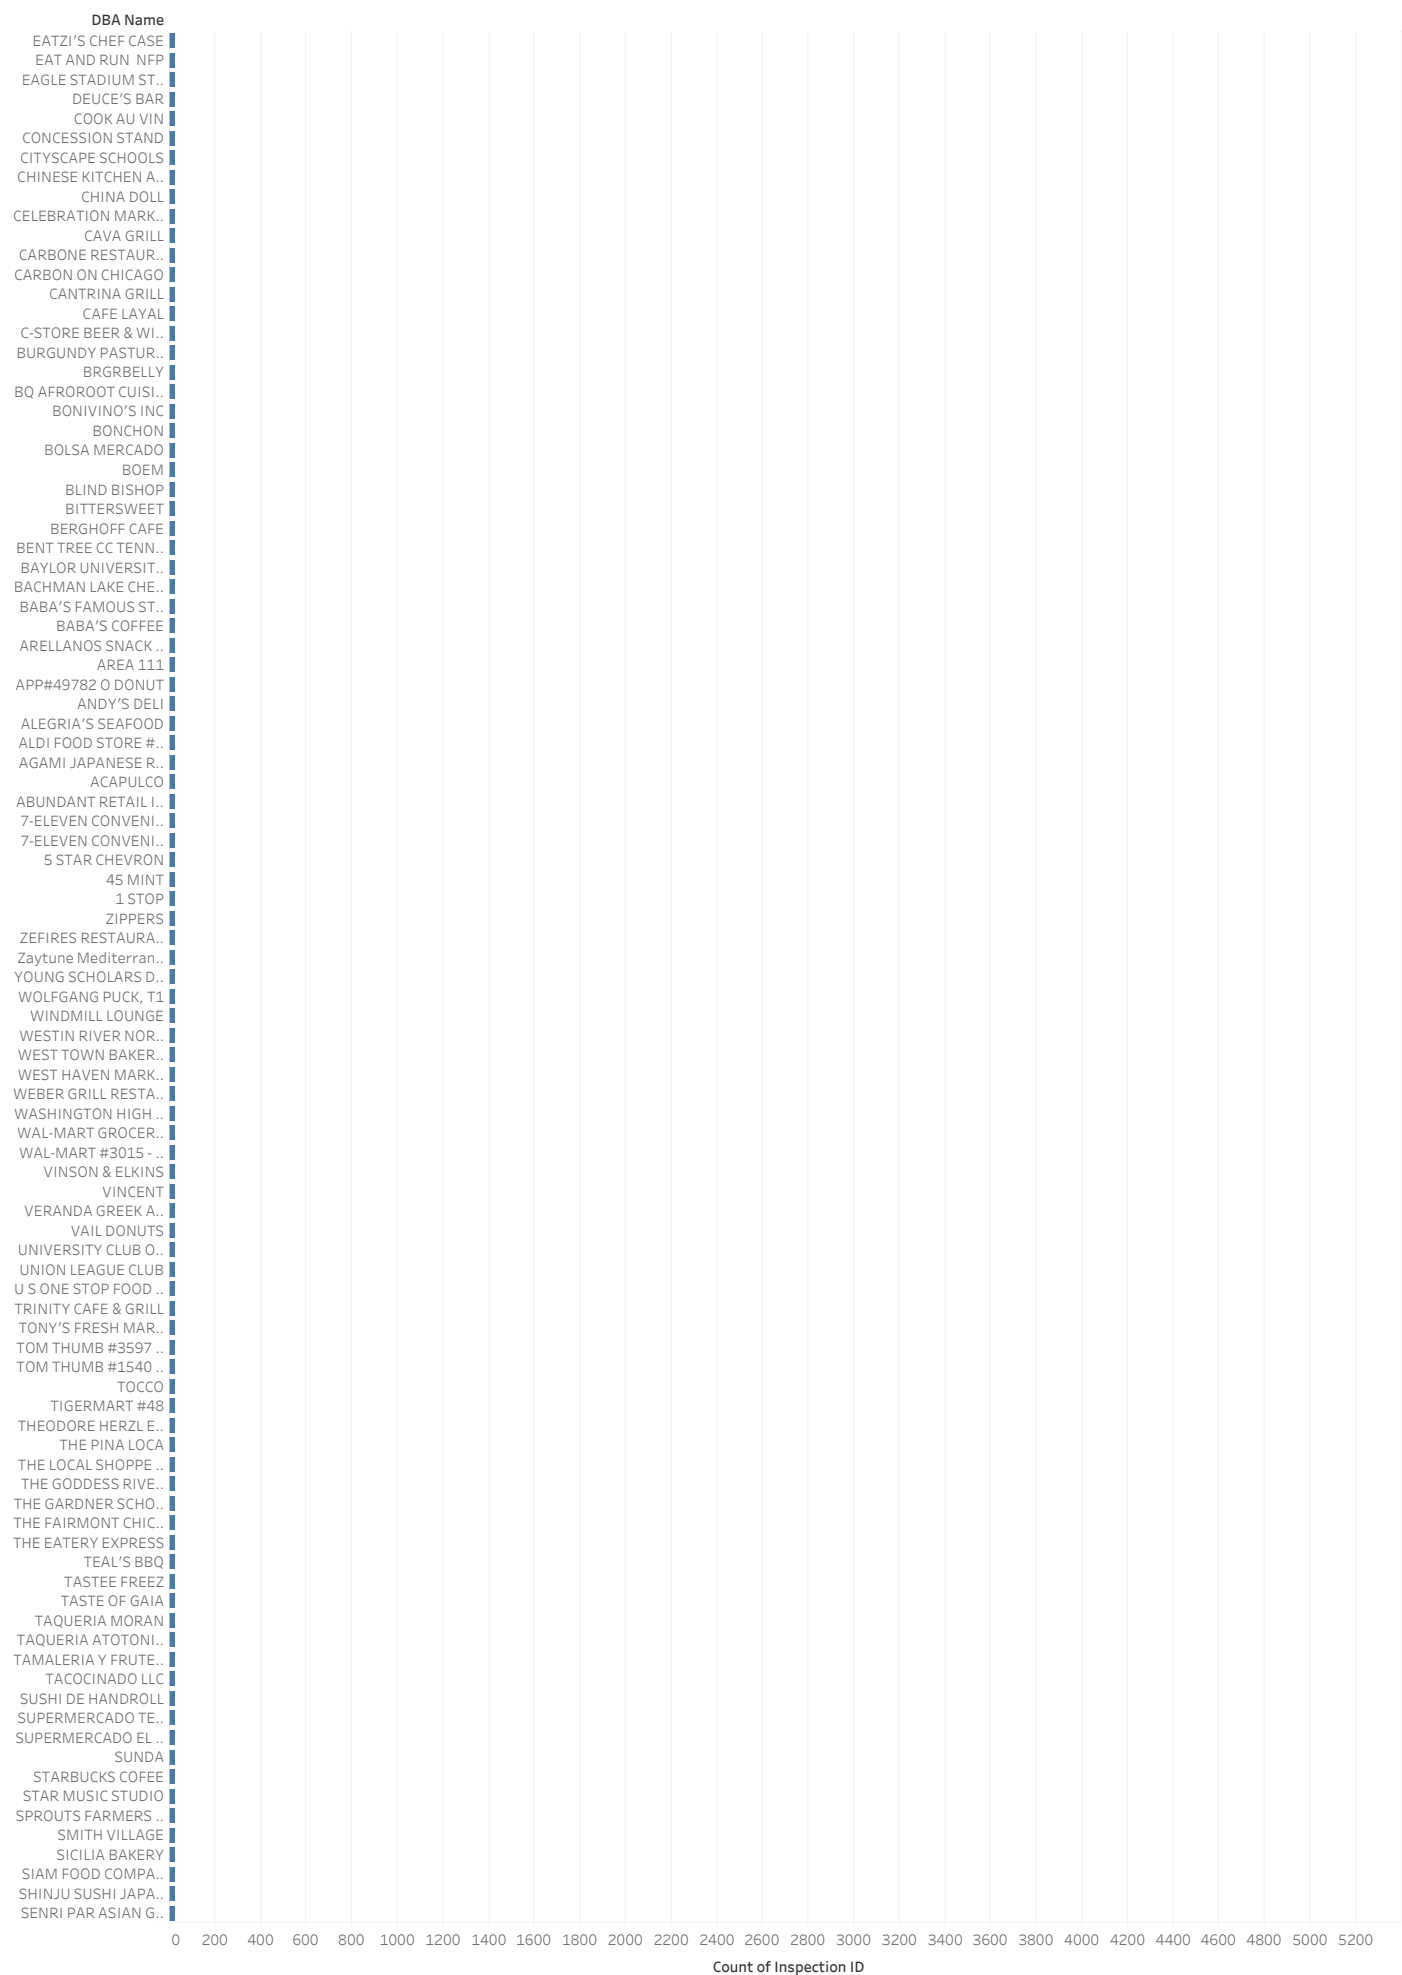 DBA Name
EATZI'S CHEF CASE
EAT AND RUN  NFP
EAGLE STADIUM ST..
DEUCE'S BAR
COOK AU VIN
CONCESSION STAND
CITYSCAPE SCHOOLS
CHINESE KITCHEN A..
CHINA DOLL
CELEBRATION MARK..
CAVA GRILL
CARBONE RESTAUR..
CARBON ON CHICAGO
CANTRINA GRILL
CAFE LAYAL
C-STORE BEER & WI..
BURGUNDY PASTUR..
BRGRBELLY
BQ AFROROOT CUISI..
BONIVINO'S INC
BONCHON
BOLSA MERCADO
BOEM
BLIND BISHOP
BITTERSWEET
BERGHOFF CAFE
BENT TREE CC TENN..
BAYLOR UNIVERSIT..
BACHMAN LAKE CHE..
BABA'S FAMOUS ST..
BABA'S COFFEE
ARELLANOS SNACK ..
AREA 111
APP#49782 O DONUT
ANDY'S DELI
ALEGRIA'S SEAFOOD
ALDI FOOD STORE #..
AGAMI JAPANESE R..
ACAPULCO
ABUNDANT RETAIL I..
7-ELEVEN CONVENI..
7-ELEVEN CONVENI..
5 STAR CHEVRON
45 MINT
1 STOP
ZIPPERS
ZEFIRES RESTAURA..
Zaytune Mediterran..
YOUNG SCHOLARS D..
WOLFGANG PUCK, T1
WINDMILL LOUNGE
WESTIN RIVER NOR..
WEST TOWN BAKER..
WEST HAVEN MARK..
WEBER GRILL RESTA..
WASHINGTON HIGH ..
WAL-MART GROCER..
WAL-MART #3015 - ..
VINSON & ELKINS
VINCENT
VERANDA GREEK A..
VAIL DONUTS
UNIVERSITY CLUB O..
UNION LEAGUE CLUB
U S ONE STOP FOOD ..
TRINITY CAFE & GRILL
TONY'S FRESH MAR..
TOM THUMB #3597 ..
TOM THUMB #1540 ..
TOCCO
TIGERMART #48
THEODORE HERZL E..
THE PINA LOCA
THE LOCAL SHOPPE ..
THE GODDESS RIVE..
THE GARDNER SCHO..
THE FAIRMONT CHIC..
THE EATERY EXPRESS
TEAL'S BBQ
TASTEE FREEZ
TASTE OF GAIA
TAQUERIA MORAN
TAQUERIA ATOTONI..
TAMALERIA Y FRUTE..
TACOCINADO LLC
SUSHI DE HANDROLL
SUPERMERCADO TE..
SUPERMERCADO EL ..
SUNDA
STARBUCKS COFEE
STAR MUSIC STUDIO
SPROUTS FARMERS ..
SMITH VILLAGE
SICILIA BAKERY
SIAM FOOD COMPA..
SHINJU SUSHI JAPA..
SENRI PAR ASIAN G..
0 200 400 600 800 1000 1200 1400 1600 1800 2000 2200 2400 2600 2800 3000 3200 3400 3600 3800 4000 4200 4400 4600 4800 5000 5200
Count of Inspection ID